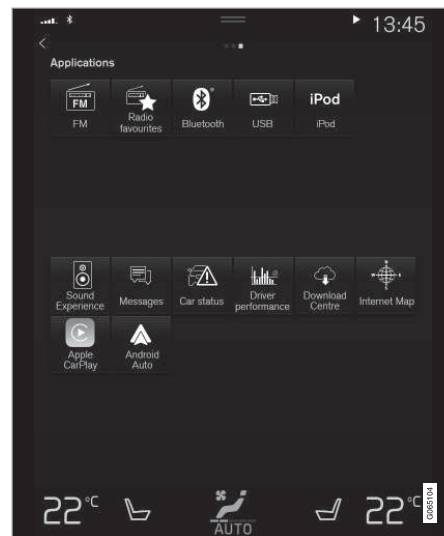 13:45
Applications
FM
FM
Radio
favourites
Bluetooth
USB
iPod
iPod
Sound
Experience
Messages
Car status
Driver
performance
Download
Centre
Internet Map
Apple
CarPlay
Android
Auto
22°C
AUTO
22°C
G065104